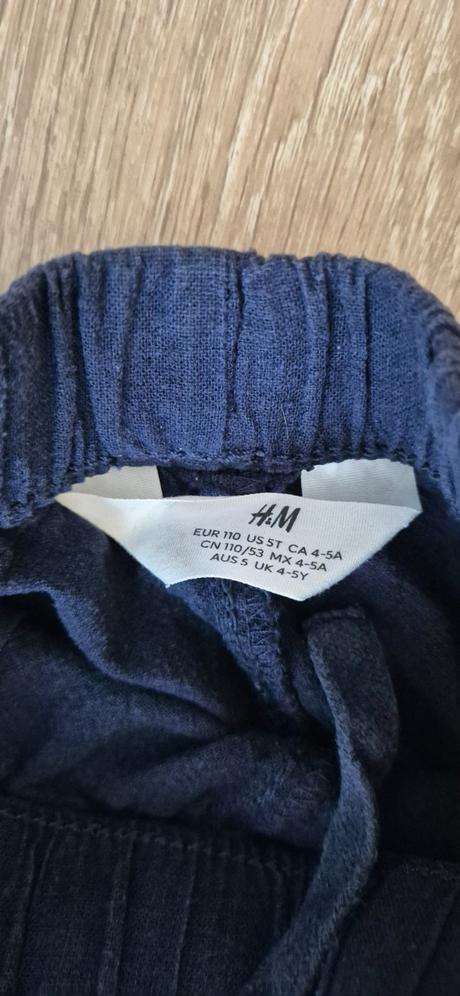 H&M
EUR 110 US 5T CA 4-5A
CN 110/53 MX 4-5A
AUS 5 UK 4-5Y